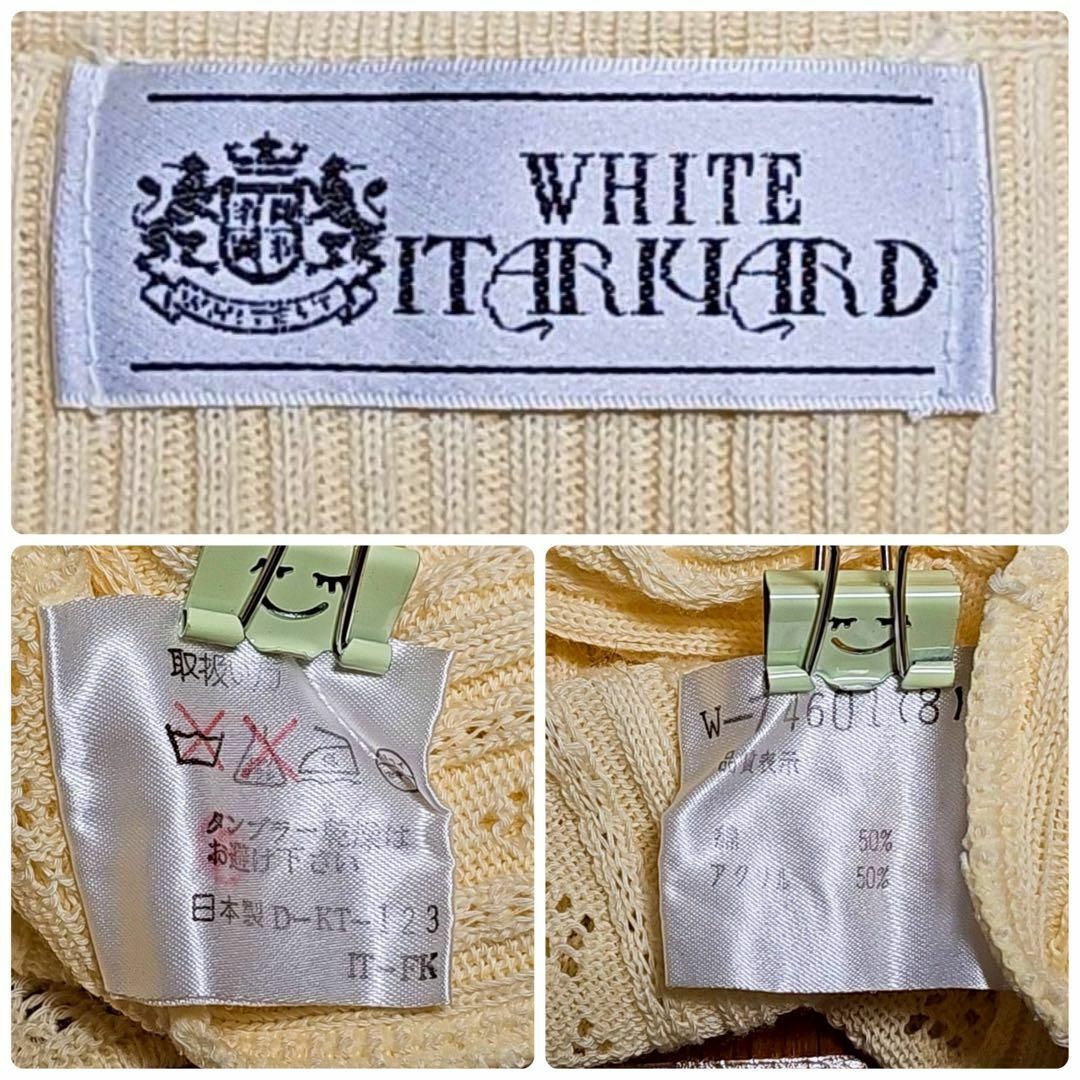 WHITE
ITARIYARD
取扱い方
タンブラー乾燥は
お避け下さい
日本製 D-KT-123
IT-FK
W-74601(8)
品質表示
綿 50%
アクリル 50%